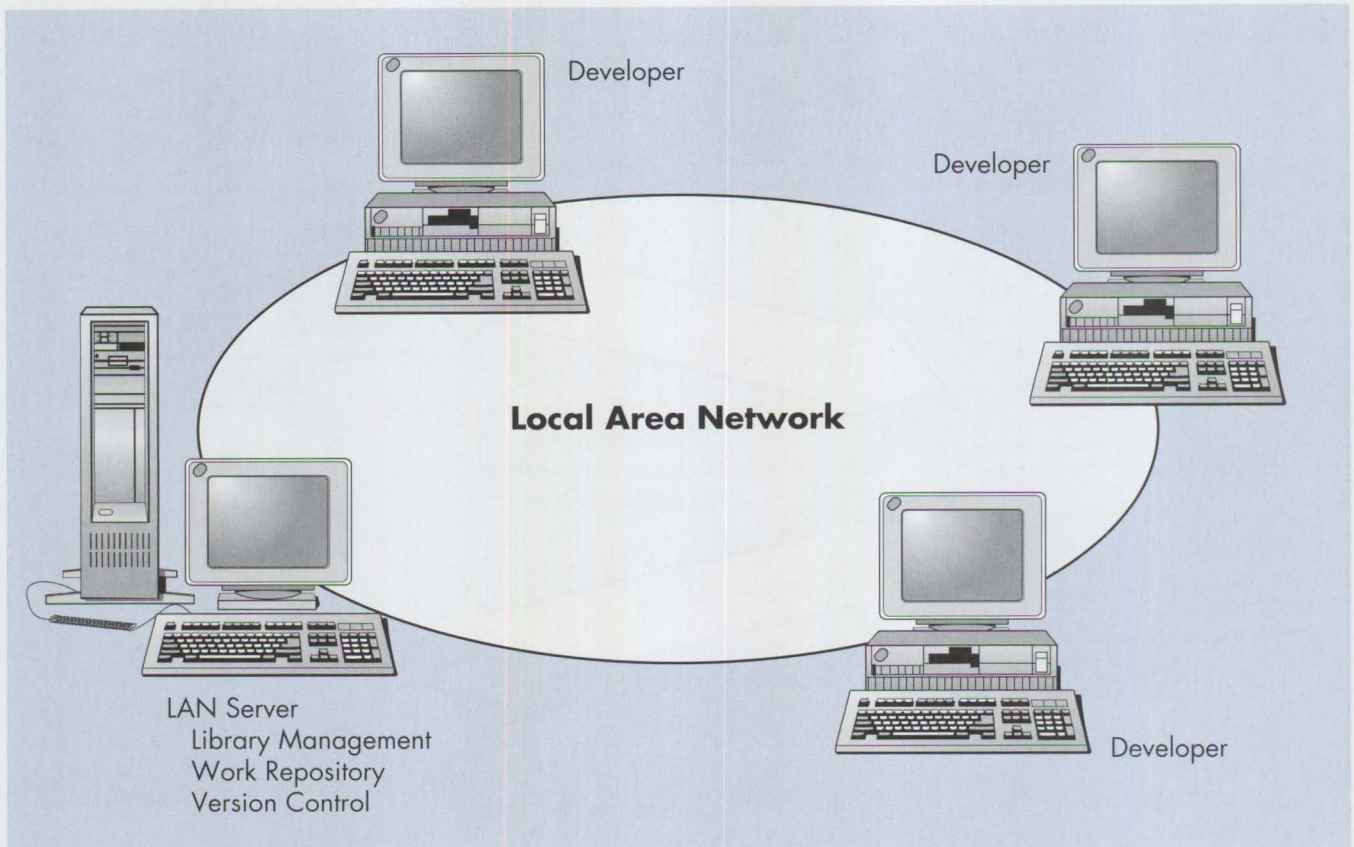 Developer
Developer
Local Area Network
LAN Server
Library Management
Work Repository
Version Control
Developer